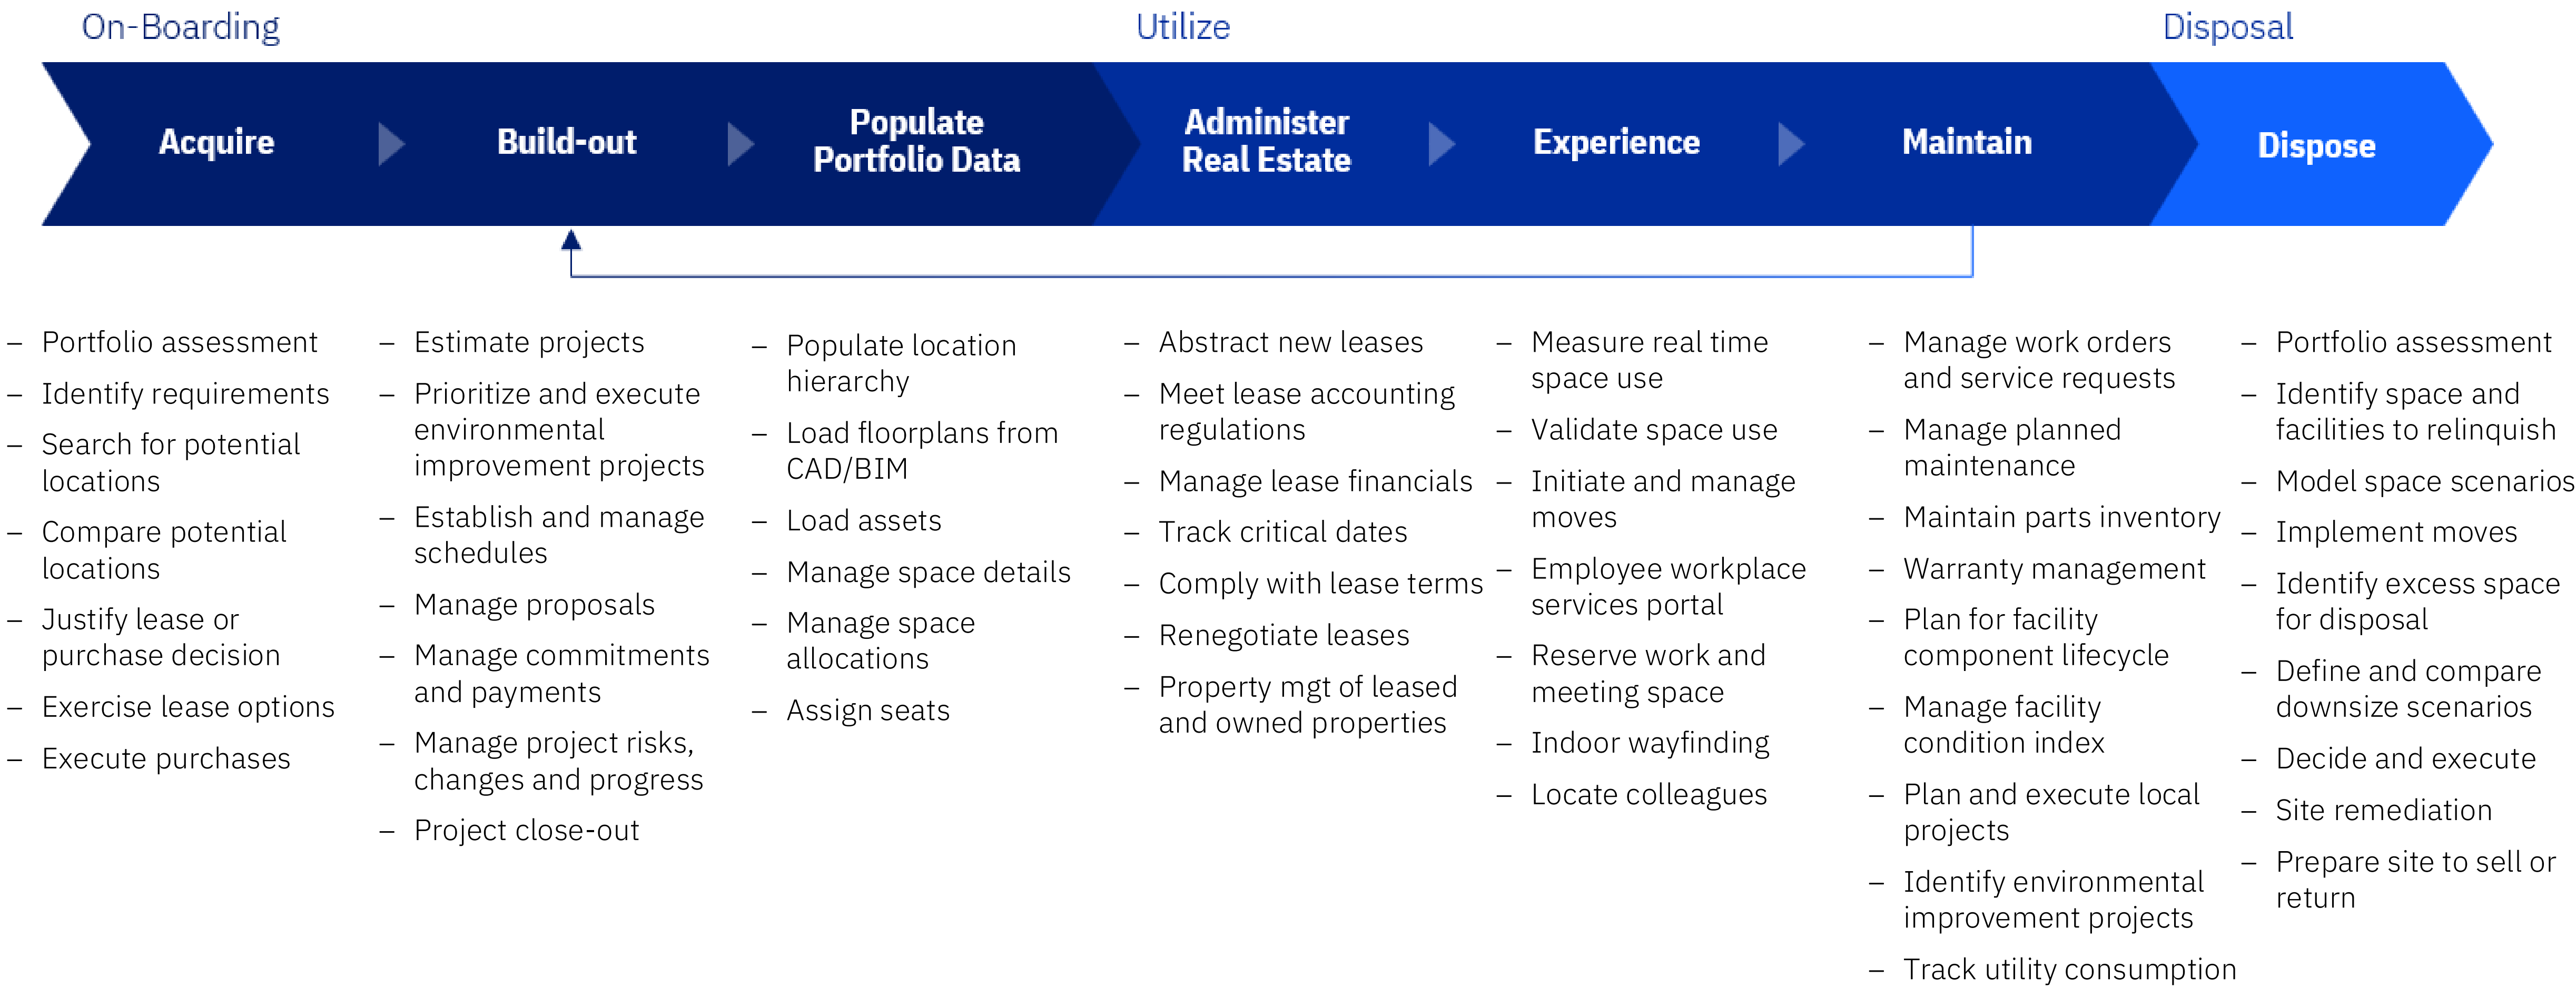 On-Boarding
Utilize
Disposal
Acquire
Build-out
Populate
Portfolio Data
Administer
Real Estate
Experience
Maintain
Dispose
– Portfolio assessment
– Identify requirements
– Search for potential
locations
– Compare potential
locations
– Justify lease or
purchase decision
– Exercise lease options
– Execute purchases
– Estimate projects
– Prioritize and execute
environmental
improvement projects
– Establish and manage
schedules
– Manage proposals
– Manage commitments
and payments
– Manage project risks,
changes and progress
– Project close-out
– Populate location
hierarchy
– Load floorplans from
CAD/BIM
– Load assets
– Manage space details
– Manage space
allocations
– Assign seats
– Abstract new leases
– Meet lease accounting
regulations
– Manage lease financials
– Track critical dates
– Comply with lease terms
– Renegotiate leases
– Property mgt of leased
and owned properties
– Measure real time
space use
– Validate space use
– Initiate and manage
moves
– Employee workplace
services portal
– Reserve work and
meeting space
– Indoor wayfinding
– Locate colleagues
– Manage work orders
and service requests
– Manage planned
maintenance
– Maintain parts inventory
– Warranty management
– Plan for facility
component lifecycle
– Manage facility
condition index
– Plan and execute local
projects
– Identify environmental
improvement projects
– Track utility consumption
– Portfolio assessment
– Identify space and
facilities to relinquish
– Model space scenarios
– Implement moves
– Identify excess space
for disposal
– Define and compare
downsize scenarios
– Decide and execute
– Site remediation
– Prepare site to sell or
return